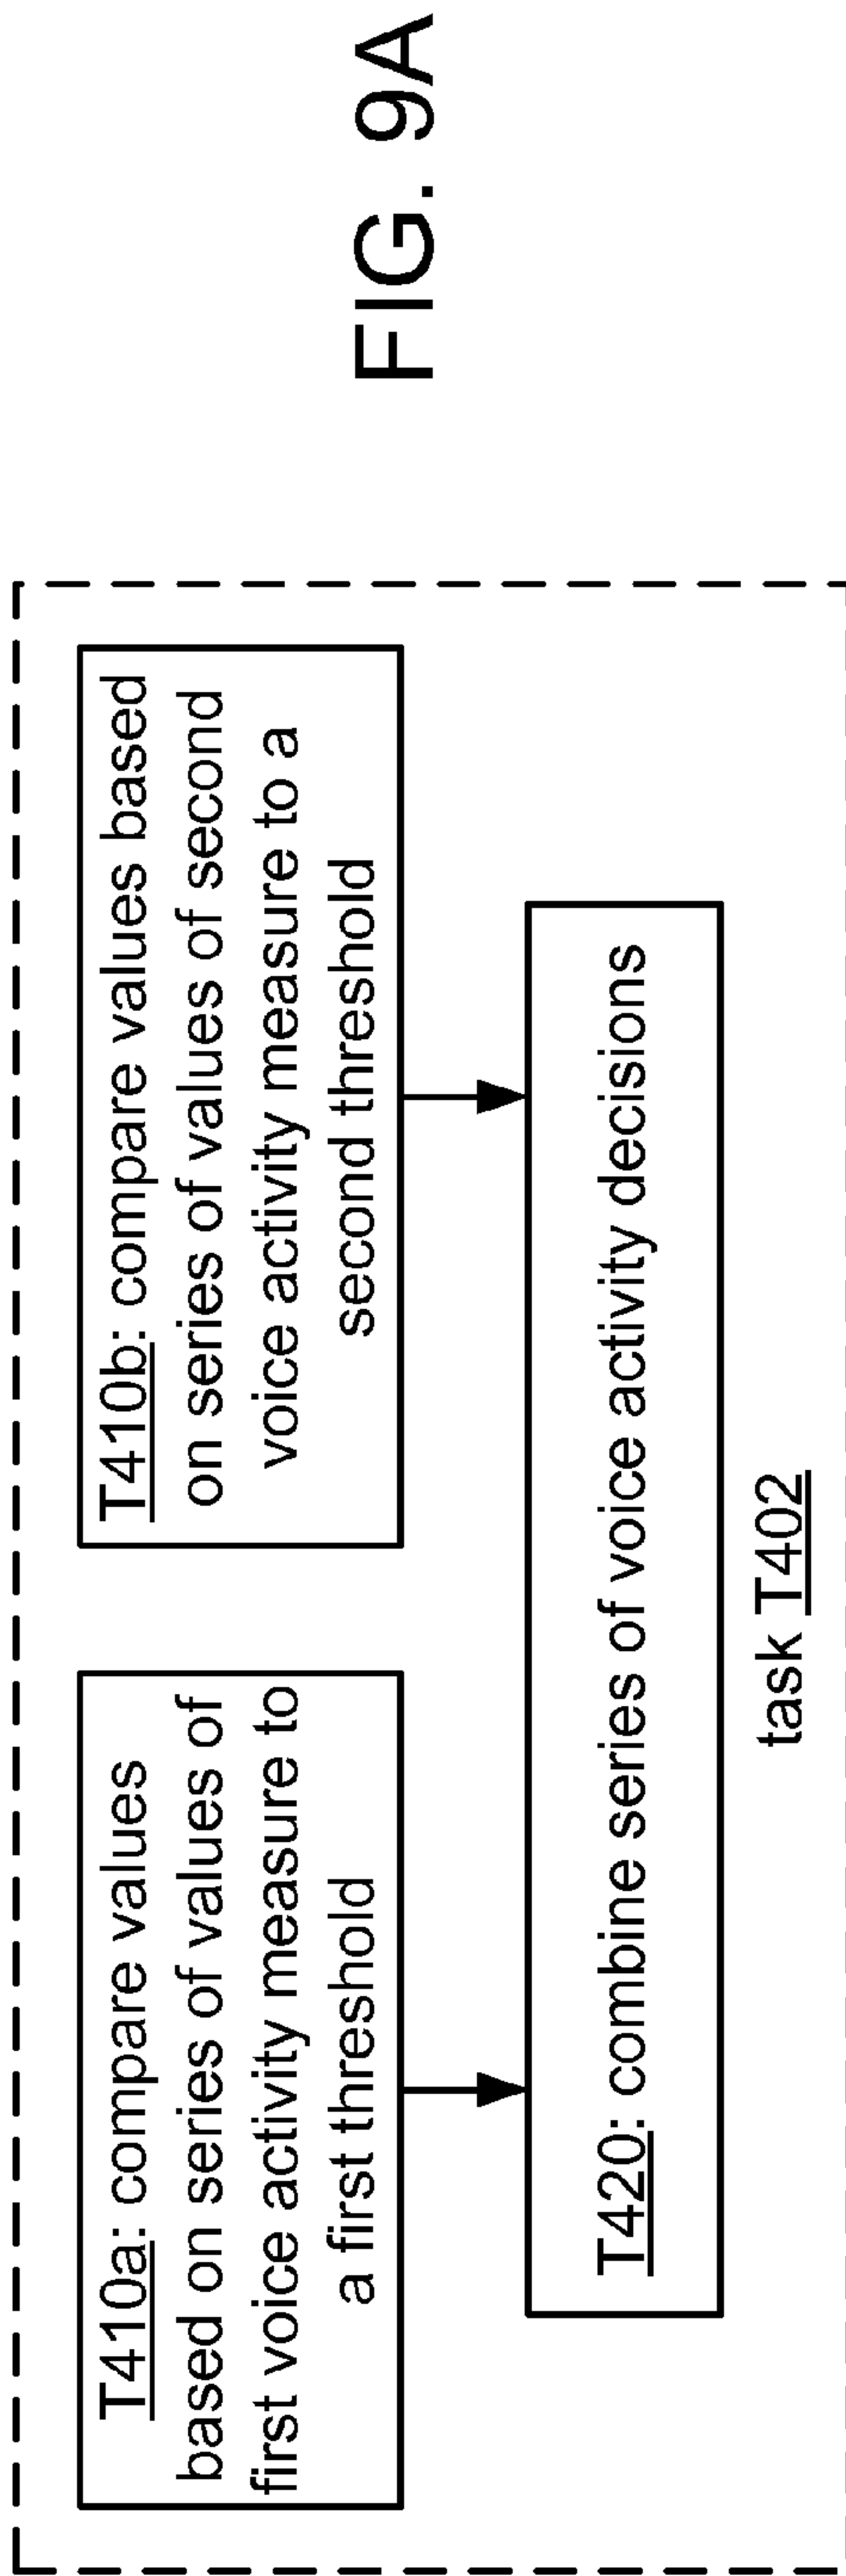 T410a: compare values
based on series of values of
first voice activity measure to
a first threshold
T410b: compare values based
on series of values of second
voice activity measure to a
second threshold
T420: combine series of voice activity decisions
task T402
FIG. 9A